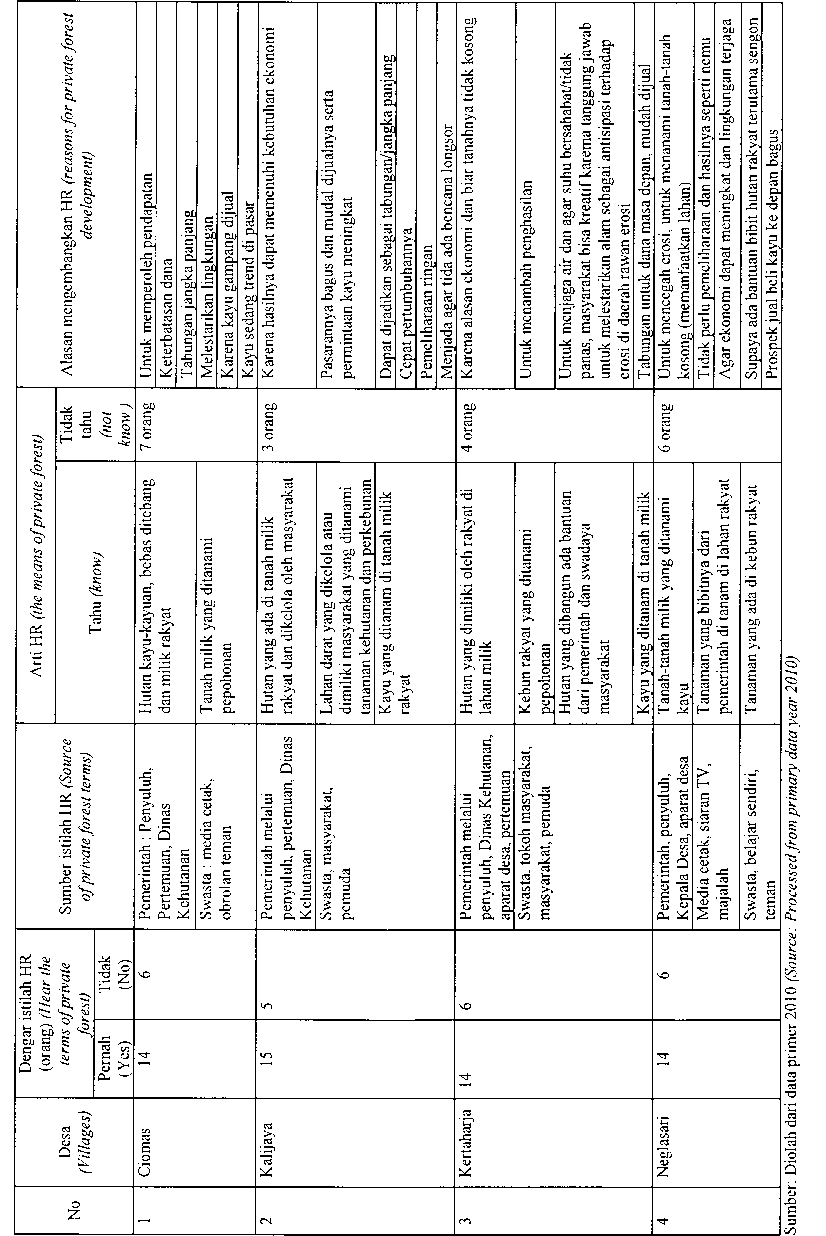 No
Desa
(Villages)
Dengar istilah HR
(orang) (Hear the
terms of private
forest)
Pernah
(Yes)
Tidak
(No)
Sumber istilah HR (Source
of private forest terms)
Arti HR (the means of private forest)
Tahu (know)
Tidak
tahu
(not
know)
Alasan mengembangkan HR (reasons for private forest
development)
1
Ciomas
14
6
Pemerintah : Penyuluh,
Pertemuan, Dinas
Kehutanan
Swasta : media cetak,
obrolan teman
Hutan kayu-kayuan, bebas ditebang
dan milik rakyat
Tanah milik yang ditanami
pepohonan
7 orang
Untuk memperoleh pendapatan
Keterbatasan dana
Tabungan jangka panjang
Melestarikan lingkungan
Karena kayu gampang dijual
Kayu sedang trend di pasar
2
Kalijaya
15
5
Pemerintah melalui
penyuluh, pertemuan, Dinas
Kehutanan
Swasta, masyarakat,
pemuda
Hutan yang ada di tanah milik
rakyat dan dikelola oleh masyarakat
Lahan darat yang dikelola atau
dimiliki masyarakat yang ditanami
tanaman kehutanan dan perkebunan
Kayu yang ditanam di tanah milik
rakyat
3 orang
Karena hasilnya dapat memenuhi kebutuhan ekonomi
Pasarannya bagus dan mudal dijualnya serta
permintaan kayu meningkat
Dapat dijadikan sebagai tabungan/jangka panjang
Cepat pertumbuhannya
Pemeliharaan ringan
Menjada agar tida ada bencana longsor
3
Kertaharja
14
6
Pemerintah melalui
penyuluh, Dinas Kehutanan,
aparat desa, pertemuan
Swasta, tokoh masyarakat,
masyarakat, pemuda
Hutan yang dimiliki oleh rakyat di
lahan milik
Kebun rakyat yang ditanami
pepohonan
Hutan yang dibangun ada bantuan
dari pemerintah dan swadaya
masyarakat
Kayu yang ditanam di tanah milik
4 orang
Karena alasan ekonomi dan biar tanahnya tidak kosong
Untuk menambah penghasilan
Untuk menjaga air dan agar suhu bersahabat/tidak
panas, masyarakat bisa kreatif karena tanggung jawab
untuk melestarikan alam sebagai antisipasi terhadap
erosi di daerah rawan erosi
Tabungan untuk dana masa depan, mudah dijual
4
Neglasari
14
6
Pemerintah, penyuluh,
Kepala Desa, aparat desa
Media cetak, siaran TV,
majalah
Swasta, belajar sendiri,
teman
Tanah-tanah milik yang ditanami
kayu
Tanaman yang bibitnya dari
pemerintah di tanam di lahan rakyat
Tanaman yang ada di kebun rakyat
6 orang
Untuk mencegah erosi, untuk menanami tanah-tanah
kosong (memanfaatkan lahan)
Tidak perlu pemeliharaan dan hasilnya seperti nemu
Agar ekonomi dapat meningkat dan lingkungan terjaga
Supaya ada bantuan bibit hutan rakyat terutama sengon
Prospek jual beli kayu ke depan bagus
Sumber: Diolah dari data primer 2010 (Source: Processed from primary data year 2010)